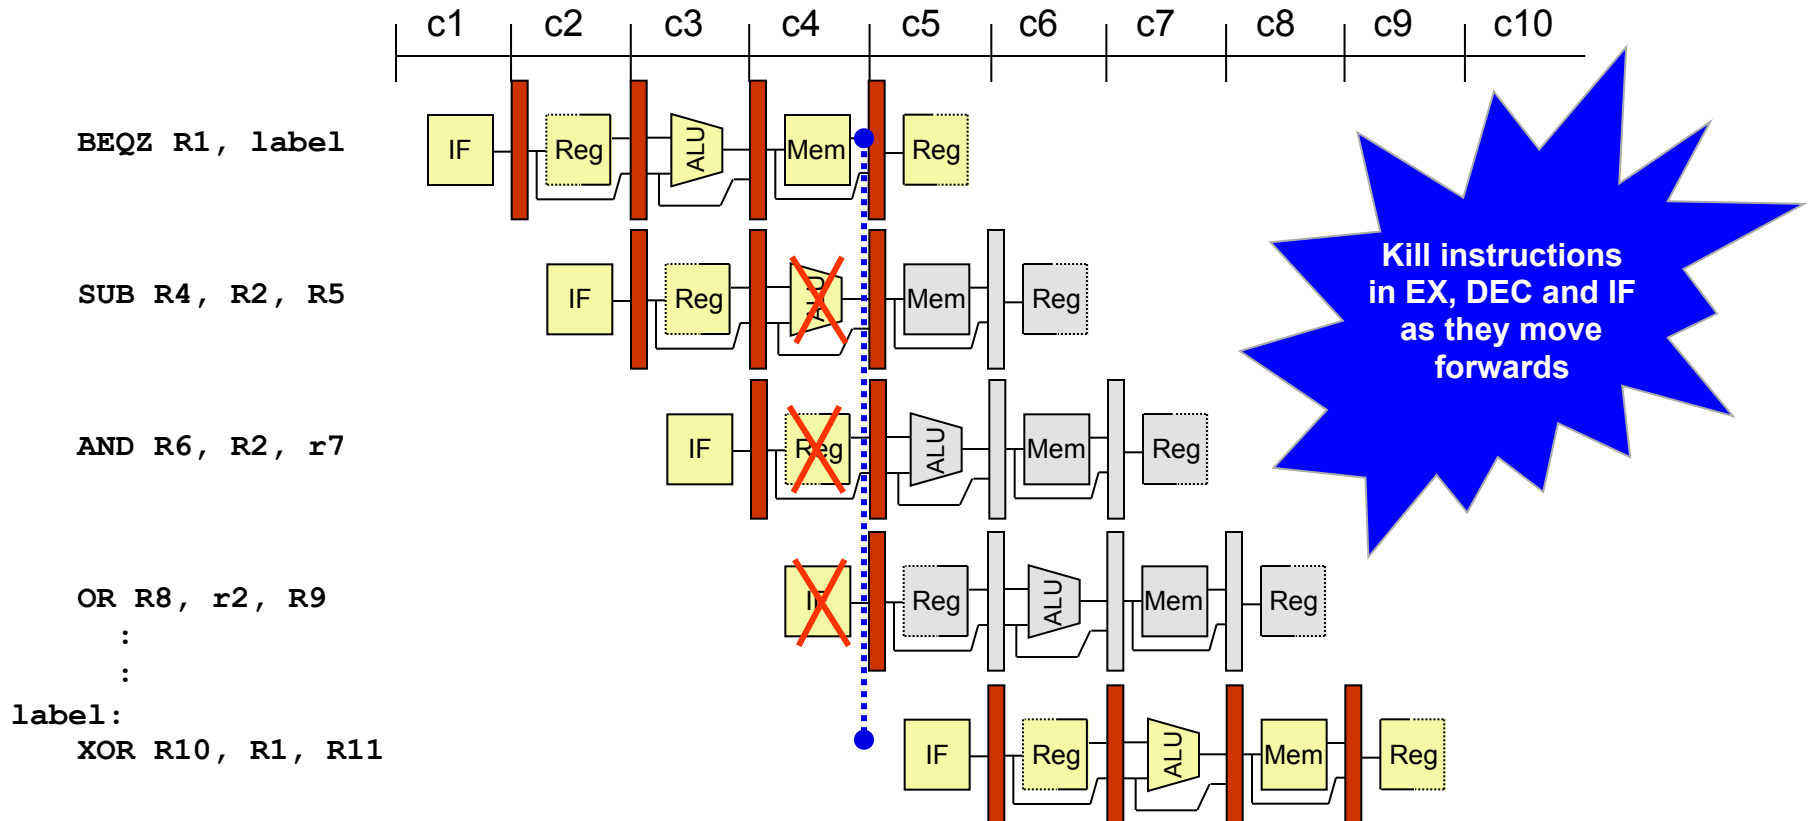 c1 c2 c3 c4 c5 c6 c7 c8 c9 c10
BEQZ R1, label
IF Reg ALU Mem Reg
SUB R4, R2, R5
IF Reg ALU Mem Reg
AND R6, R2, r7
IF Reg ALU Mem Reg
OR R8, r2, R9
IF Reg ALU Mem Reg
:
:
label:
XOR R10, R1, R11
IF Reg ALU Mem Reg
Kill instructions
in EX, DEC and IF
as they move
forwards